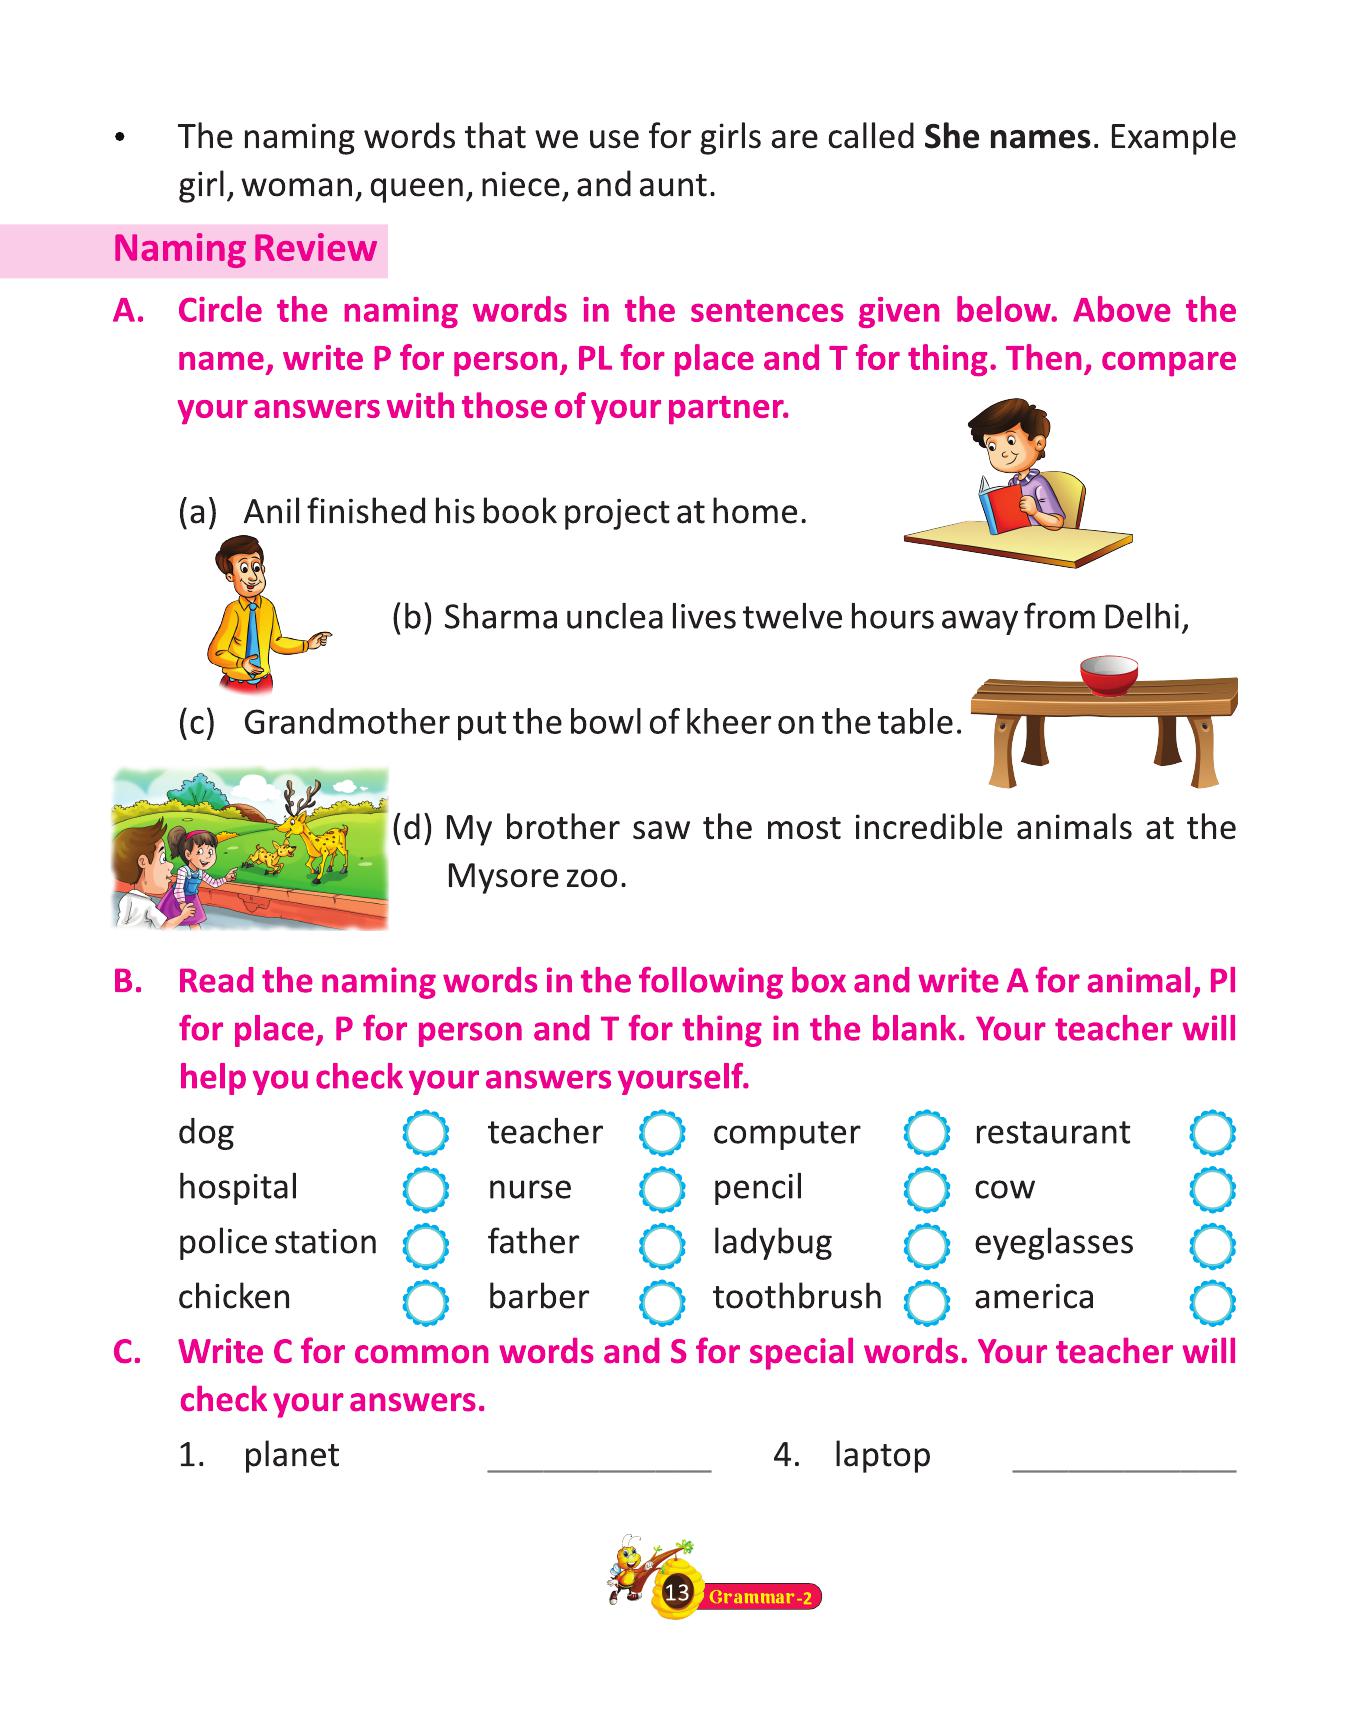 • The naming words that we use for girls are called She names. Example
girl, woman, queen, niece, and aunt.
Naming Review
A. Circle the naming words in the sentences given below. Above the
name, write P for person, PL for place and T for thing. Then, compare
your answers with those of your partner.
(a) Anil finished his book project at home.
(b) Sharma unclea lives twelve hours away from Delhi,
(c) Grandmother put the bowl of kheer on the table.
(d) My brother saw the most incredible animals at the
Mysore zoo.
B. Read the naming words in the following box and write A for animal, Pl
for place, P for person and T for thing in the blank. Your teacher will
help you check your answers yourself.
dog teacher computer restaurant
hospital nurse pencil cow
police station father ladybug eyeglasses
chicken barber toothbrush america
C. Write C for common words and S for special words. Your teacher will
check your answers.
1. planet ____________ 4. laptop ____________
13 Grammar-2